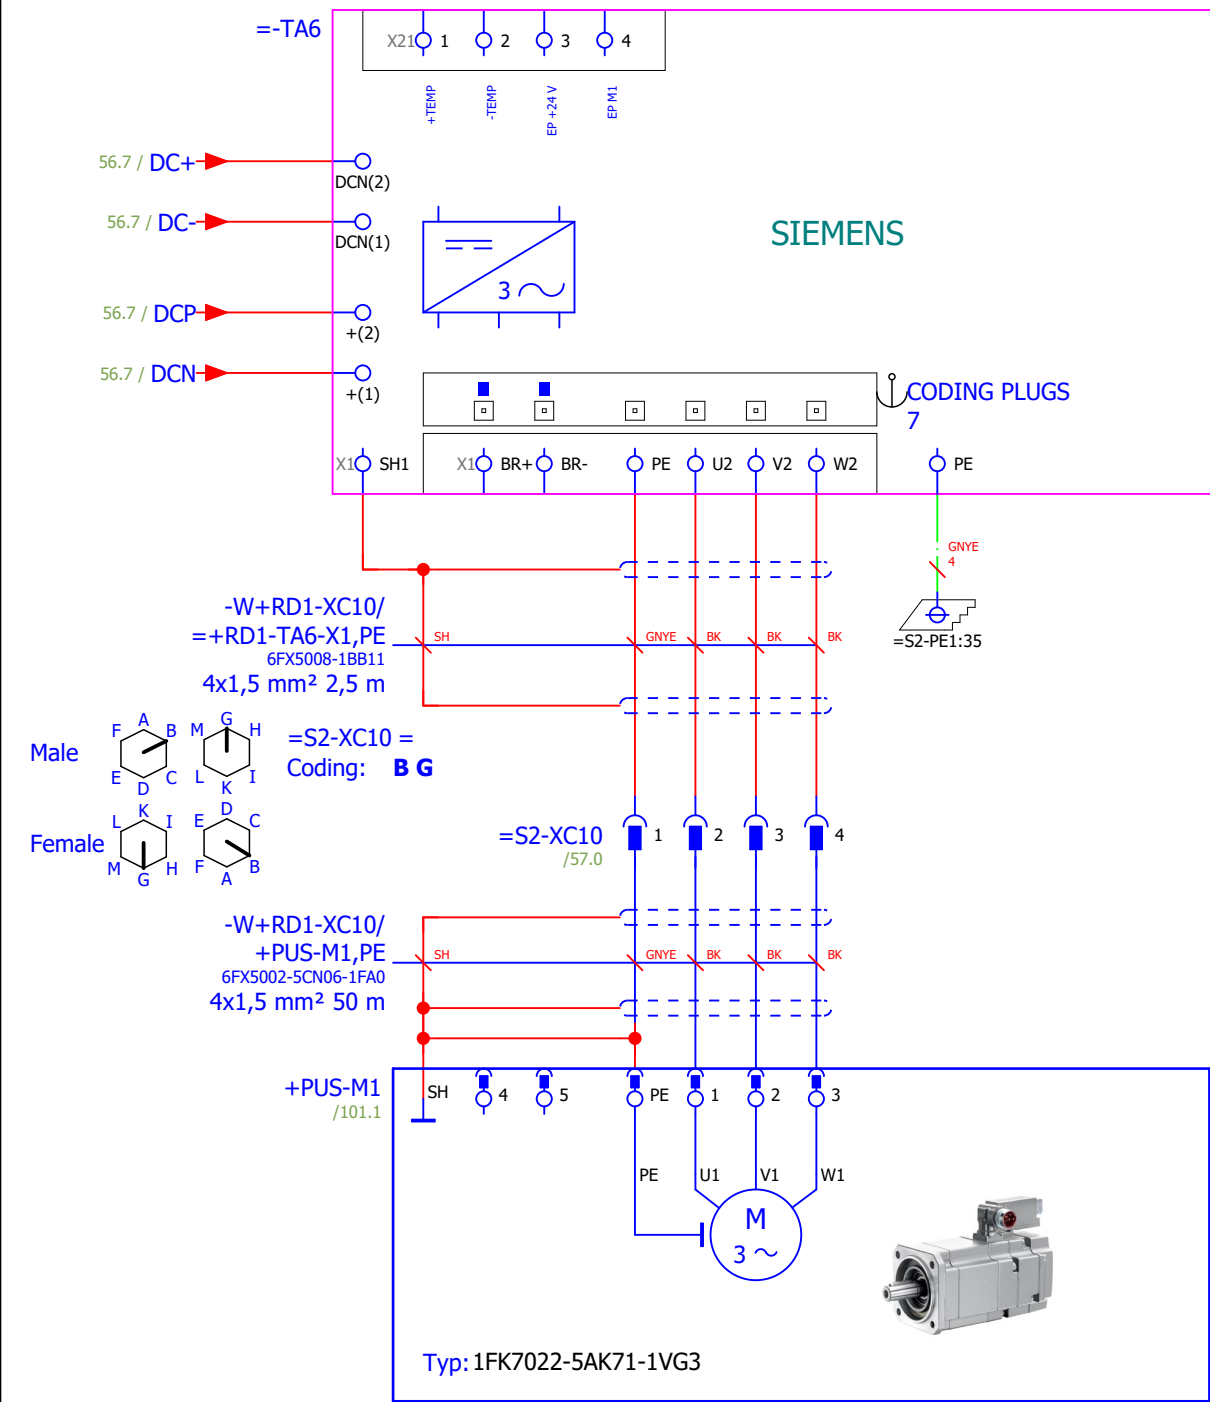 =-TA6
X21 1 2 3 4
+TEMP
-TEMP
EP +24 V
EP M1
56.7 / DC+
DCN(2)
56.7 / DC-
DCN(1)
SIEMENS
3
56.7 / DCP
+(2)
56.7 / DCN
+(1)
CODING PLUGS
7
X1 SH1 X1 BR+ BR- PE U2 V2 W2 PE
GNYE
4
=S2-PE1:35
-W+RD1-XC10/
=+RD1-TA6-X1,PE
SH GNYE BK BK BK
6FX5008-1BB11
4x1,5 mm² 2,5 m
Male
A B C D E F
G H I K L M
=S2-XC10 =
Coding: B G
Female
K I H G M L
D C B A F E
=S2-XC10
/57.0
1 2 3 4
-W+RD1-XC10/
+PUS-M1,PE
SH GNYE BK BK BK
6FX5002-5CN06-1FA0
4x1,5 mm² 50 m
+PUS-M1
/101.1
SH 4 5 PE 1 2 3
PE U1 V1 W1
M
3
Typ: 1FK7022-5AK71-1VG3